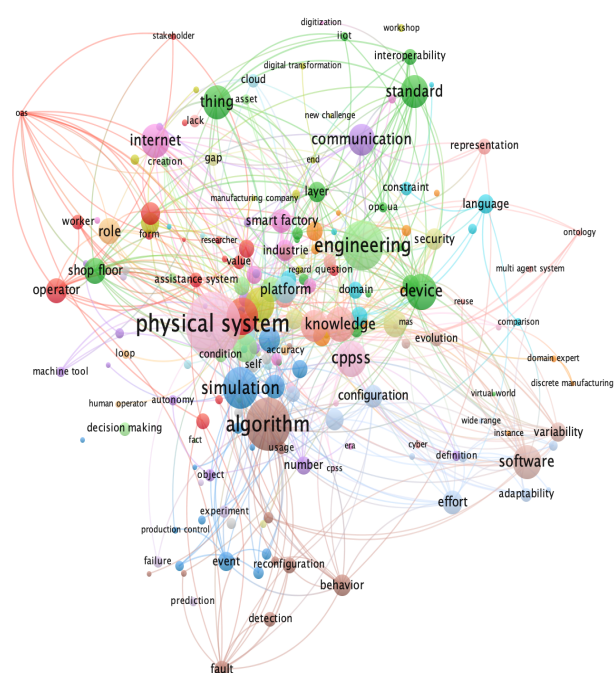 digitization
workshop
stakeholder
iiot
interoperability
digital transformation
cloud
standard
thing
asset
oas
lack
new challenge
internet
communication
representation
creation
gap
end
layer
constraint
manufacturing company
language
opc ua
worker
role
form
smart factory
researcher
security
ontology
engineering
value
industrie
shop floor
regard
question
multi agent system
assistance system
operator
platform
domain
device
reuse
physical system
knowledge
mas
comparison
evolution
loop
condition
accuracy
cppss
domain expert
machine tool
self
discrete manufacturing
simulation
configuration
virtual world
human operator
autonomy
algorithm
wide range
decision making
instance
variability
fact
usage
era
cyber
definition
software
number
cpss
object
adaptability
effort
experiment
production control
failure
event
reconfiguration
behavior
prediction
detection
fault